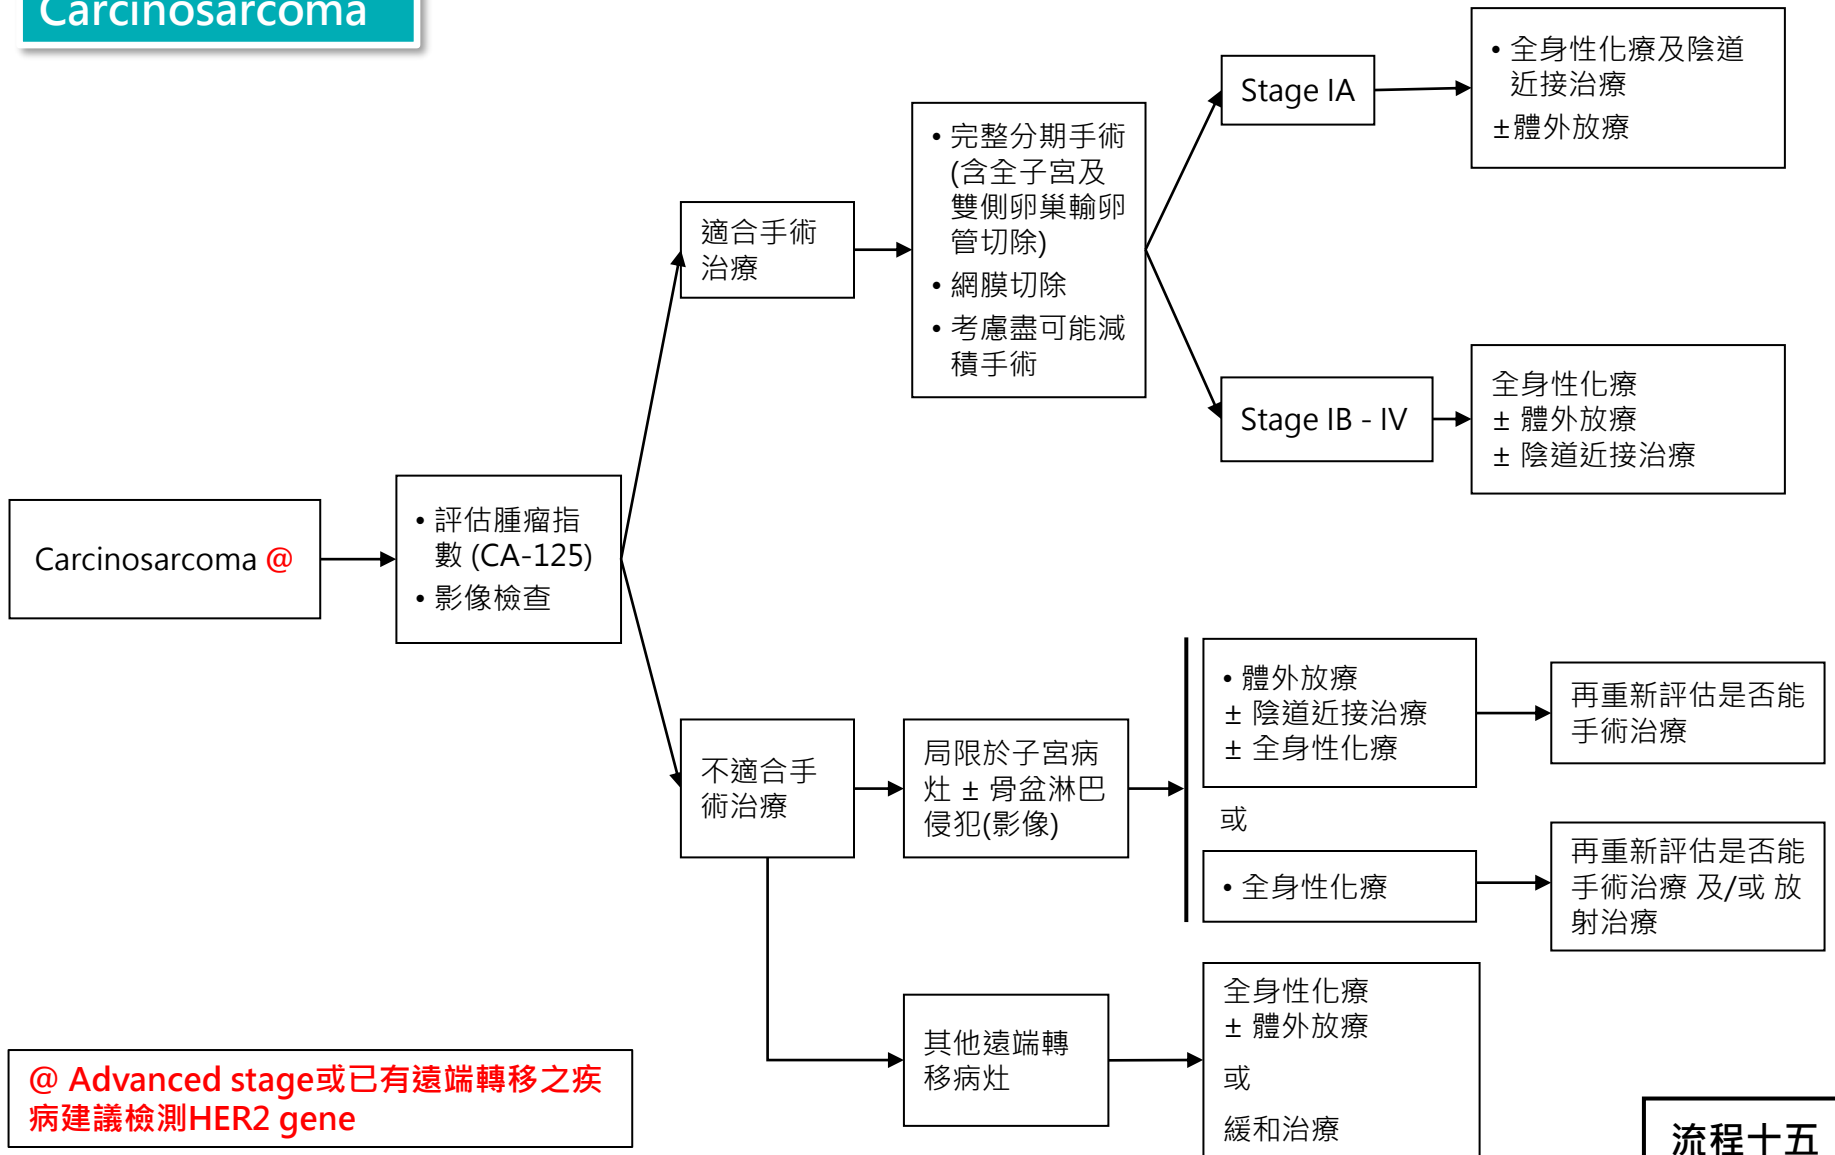 Carcinosarcoma
Carcinosarcoma @
• 評估腫瘤指
數 (CA-125)
• 影像檢查
適合手術
治療
• 完整分期手術
(含全子宮及
雙側卵巢輸卵
管切除)
• 網膜切除
• 考慮盡可能減
積手術
Stage IA
• 全身性化療及陰道
近接治療
±體外放療
Stage IB - IV
全身性化療
± 體外放療
± 陰道近接治療
不適合手
術治療
局限於子宮病
灶 ± 骨盆淋巴
侵犯(影像)
• 體外放療
± 陰道近接治療
± 全身性化療
再重新評估是否能
手術治療
或
• 全身性化療
再重新評估是否能
手術治療 及/或 放
射治療
其他遠端轉
移病灶
全身性化療
± 體外放療
或
緩和治療
@ Advanced stage或已有遠端轉移之疾
病建議檢測HER2 gene
流程十五